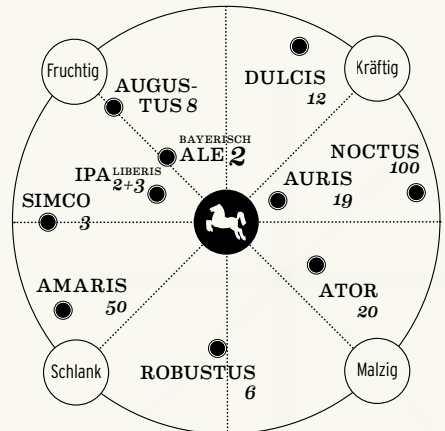 Fruchtig
Kräftig
AUGUS-
TUS 8
DULCIS
12
BAYERISCH
ALE 2
NOCTUS
100
IPA LIBERIS
2+3
AURIS
19
SIMCO
3
AMARIS
50
ATOR
20
ROBUSTUS
6
Schlank
Malzig